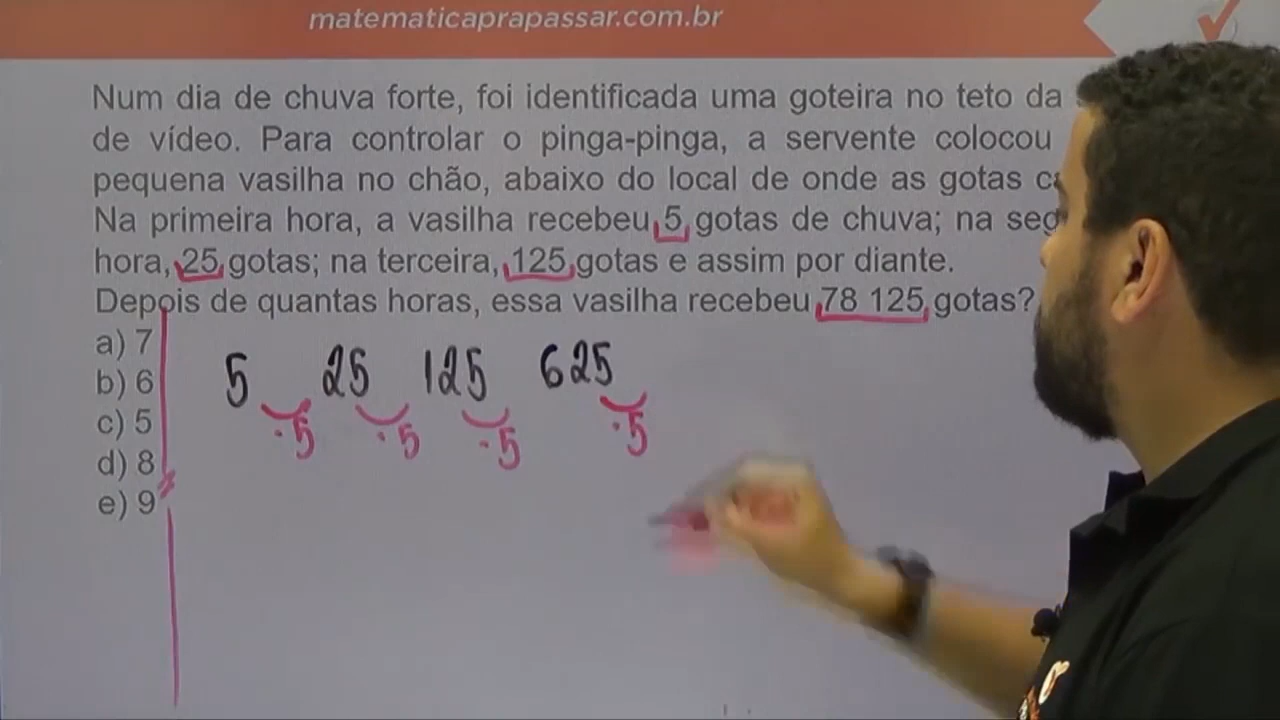 matematicaprapassar.com.br
Num dia de chuva forte, foi identificada uma goteira no teto da
de vídeo. Para controlar o pinga-pinga, a servente colocou
pequena vasilha no chão, abaixo do local de onde as gotas
Na primeira hora, a vasilha recebeu 5 gotas de chuva; na
hora, 25 gotas; na terceira, 125 gotas e assim por diante.
Depois de quantas horas, essa vasilha recebeu 78 125 gotas?
a) 7
b) 6
c) 5
d) 8
e) 9
5 25 125 625
·5 ·5 ·5 ·5